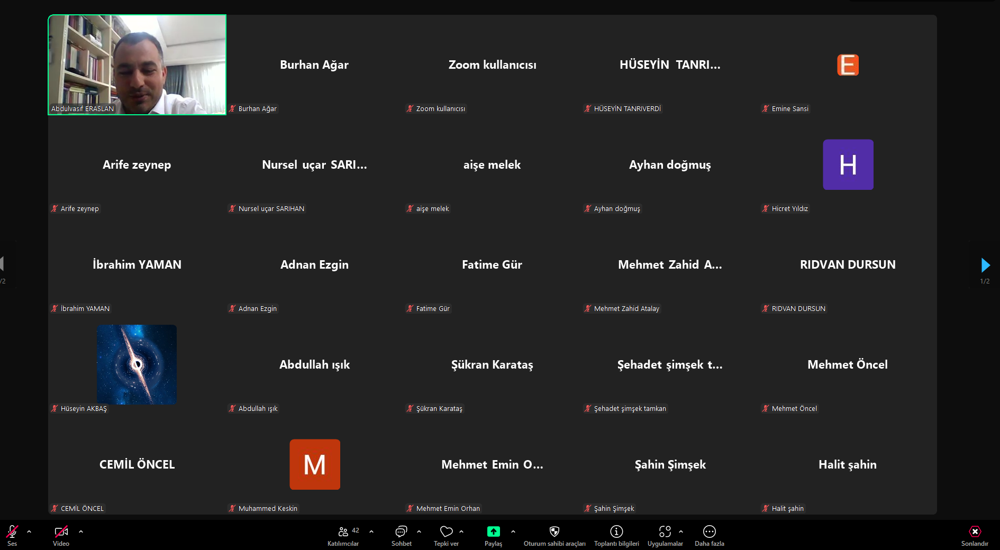 Abdulvasıf ERASLAN
Burhan Ağar
Burhan Ağar
Zoom kullanıcısı
Zoom kullanıcısı
HÜSEYİN TANRI...
HÜSEYİN TANRIVERDİ
E
Emine Sansi
Arife zeynep
Arife zeynep
Nursel uçar SARI...
Nursel uçar SARIHAN
aişe melek
aişe melek
Ayhan doğmuş
Ayhan doğmuş
H
Hicret Yıldız
İbrahim YAMAN
İbrahim YAMAN
Adnan Ezgin
Adnan Ezgin
Fatime Gür
Fatime Gür
Mehmet Zahid A...
Mehmet Zahid Atalay
RIDVAN DURSUN
RIDVAN DURSUN
/2
1/2
Hüseyin AKBAŞ
Abdullah ışık
Abdullah ışık
Şükran Karataş
Şükran Karataş
Şehadet şimşek t...
Şehadet şimşek tamkan
Mehmet Öncel
Mehmet Öncel
CEMİL ÖNCEL
CEMİL ÖNCEL
M
Muhammed Keskin
Mehmet Emin O...
Mehmet Emin Orhan
Şahin Şimşek
Şahin Şimşek
Halit şahin
Halit şahin
Ses
Video
42
Katılımcılar
Sohbet
Tepki ver
Paylaş
Oturum sahibi araçları
Toplantı bilgileri
Uygulamalar
Daha fazla
Sonlandır